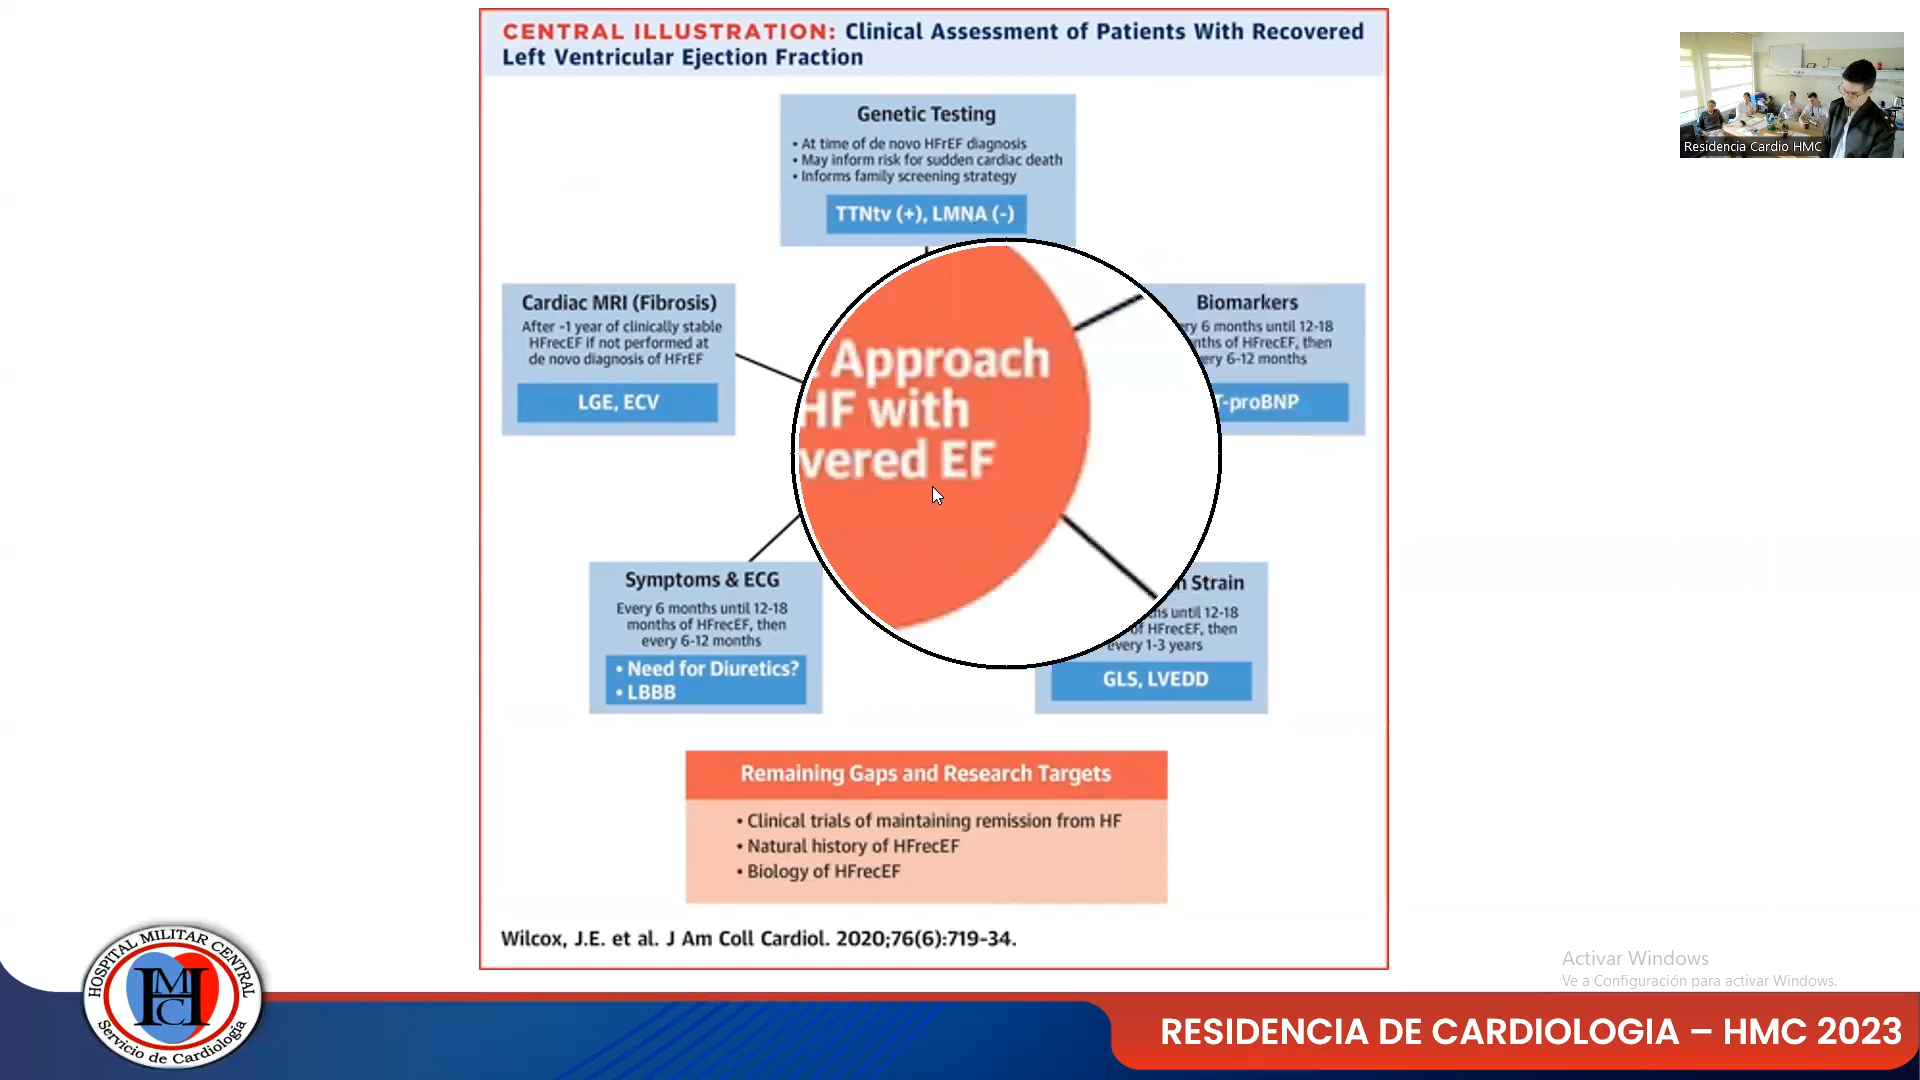 CENTRAL ILLUSTRATION: Clinical Assessment of Patients With Recovered
Left Ventricular Ejection Fraction
Genetic Testing
• At time of de novo HFrEF diagnosis
• May inform risk for sudden cardiac death
• Informs family screening strategy
TTNtv (+), LMNA (-)
Cardiac MRI (Fibrosis)
After ~1 year of clinically stable
HFrecEF if not performed at
de novo diagnosis of HFrEF
LGE, ECV
Approach
HF with
vered EF
Biomarkers
ry 6 months until 12-18
nths of HFrecEF, then
ery 6-12 months
T-proBNP
Symptoms & ECG
Every 6 months until 12-18
months of HFrecEF, then
every 6-12 months
• Need for Diuretics?
• LBBB
n Strain
hs until 12-18
of HFrecEF, then
every 1-3 years
GLS, LVEDD
Remaining Gaps and Research Targets
• Clinical trials of maintaining remission from HF
• Natural history of HFrecEF
• Biology of HFrecEF
Wilcox, J.E. et al. J Am Coll Cardiol. 2020;76(6):719-34.
Residencia Cardio HMC
Activar Windows
Ve a Configuración para activar Windows.
HOSPITAL MILITAR CENTRAL
HMC
Servicio de Cardiología
RESIDENCIA DE CARDIOLOGIA – HMC 2023